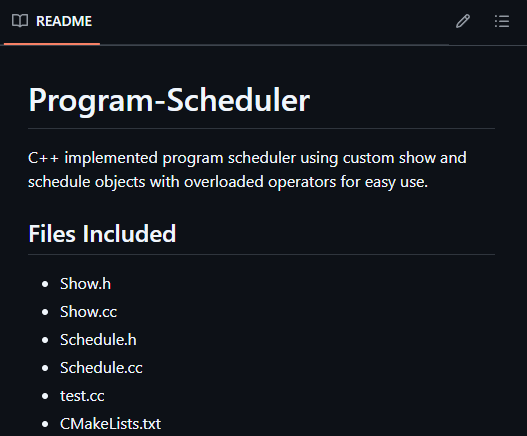 README
Program-Scheduler
C++ implemented program scheduler using custom show and
schedule objects with overloaded operators for easy use.
Files Included
Show.h
Show.cc
Schedule.h
Schedule.cc
test.cc
CMakeLists.txt